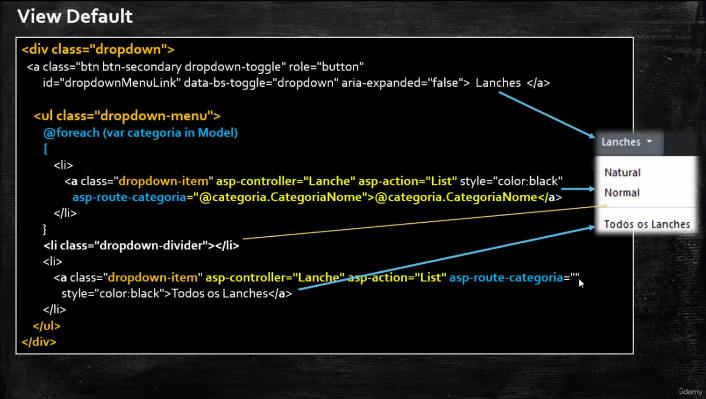 View Default
<div class="dropdown">
<a class="btn btn-secondary dropdown-toggle" role="button"
id="dropdownMenuLink" data-bs-toggle="dropdown" aria-expanded="false"> Lanches </a>
<ul class="dropdown-menu">
@foreach (var categoria in Model)
{
<li>
<a class="dropdown-item" asp-controller="Lanche" asp-action="List" style="color:black"
asp-route-categoria="@categoria.CategoriaNome">@categoria.CategoriaNome</a>
</li>
}
<li class="dropdown-divider"></li>
<li>
<a class="dropdown-item" asp-controller="Lanche" asp-action="List" asp-route-categoria=""
style="color:black">Todos os Lanches</a>
</li>
</ul>
</div>
Lanches
Natural
Normal
Todos os Lanches
ûdemy